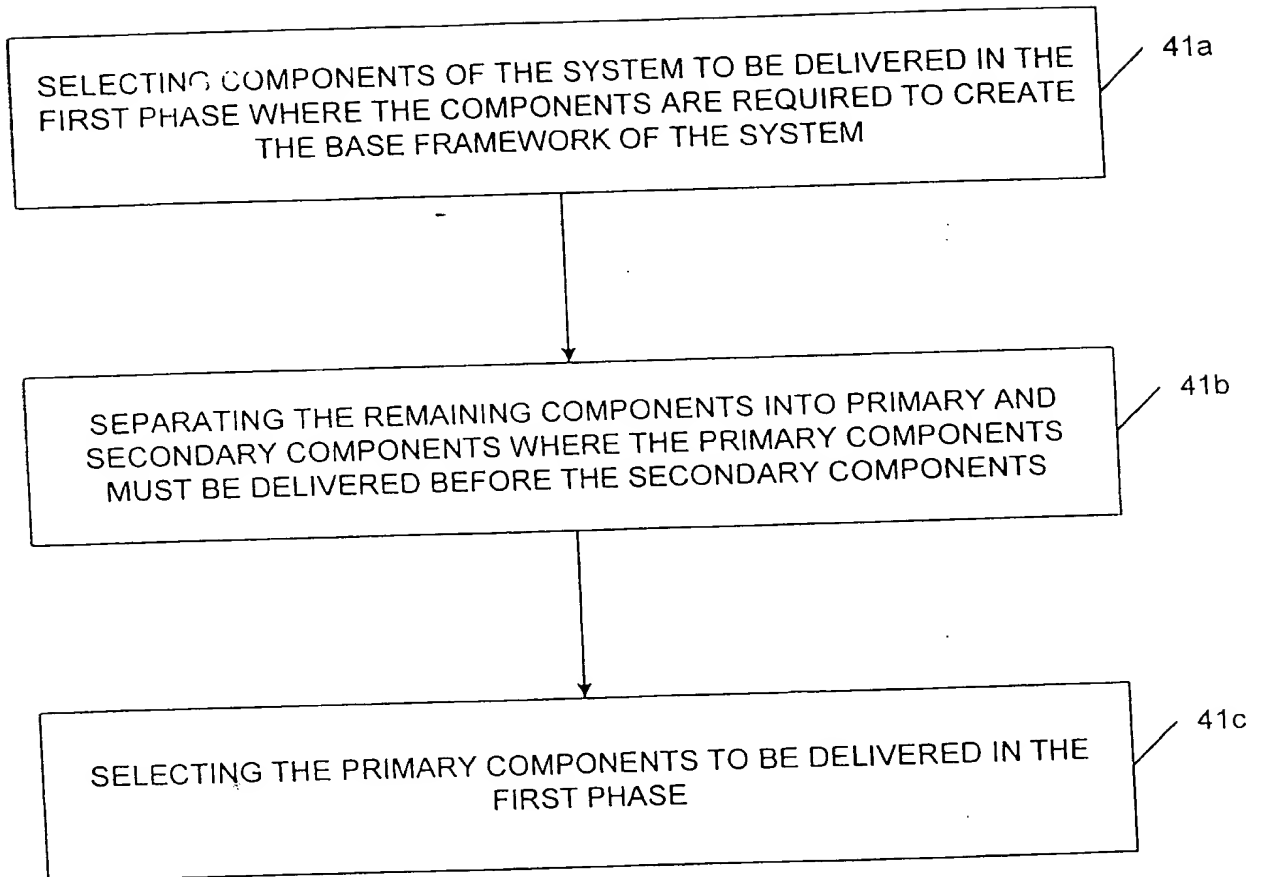 SELECTING COMPONENTS OF THE SYSTEM TO BE DELIVERED IN THE
FIRST PHASE WHERE THE COMPONENTS ARE REQUIRED TO CREATE
THE BASE FRAMEWORK OF THE SYSTEM
41a
SEPARATING THE REMAINING COMPONENTS INTO PRIMARY AND
SECONDARY COMPONENTS WHERE THE PRIMARY COMPONENTS
MUST BE DELIVERED BEFORE THE SECONDARY COMPONENTS
41b
SELECTING THE PRIMARY COMPONENTS TO BE DELIVERED IN THE
FIRST PHASE
41c